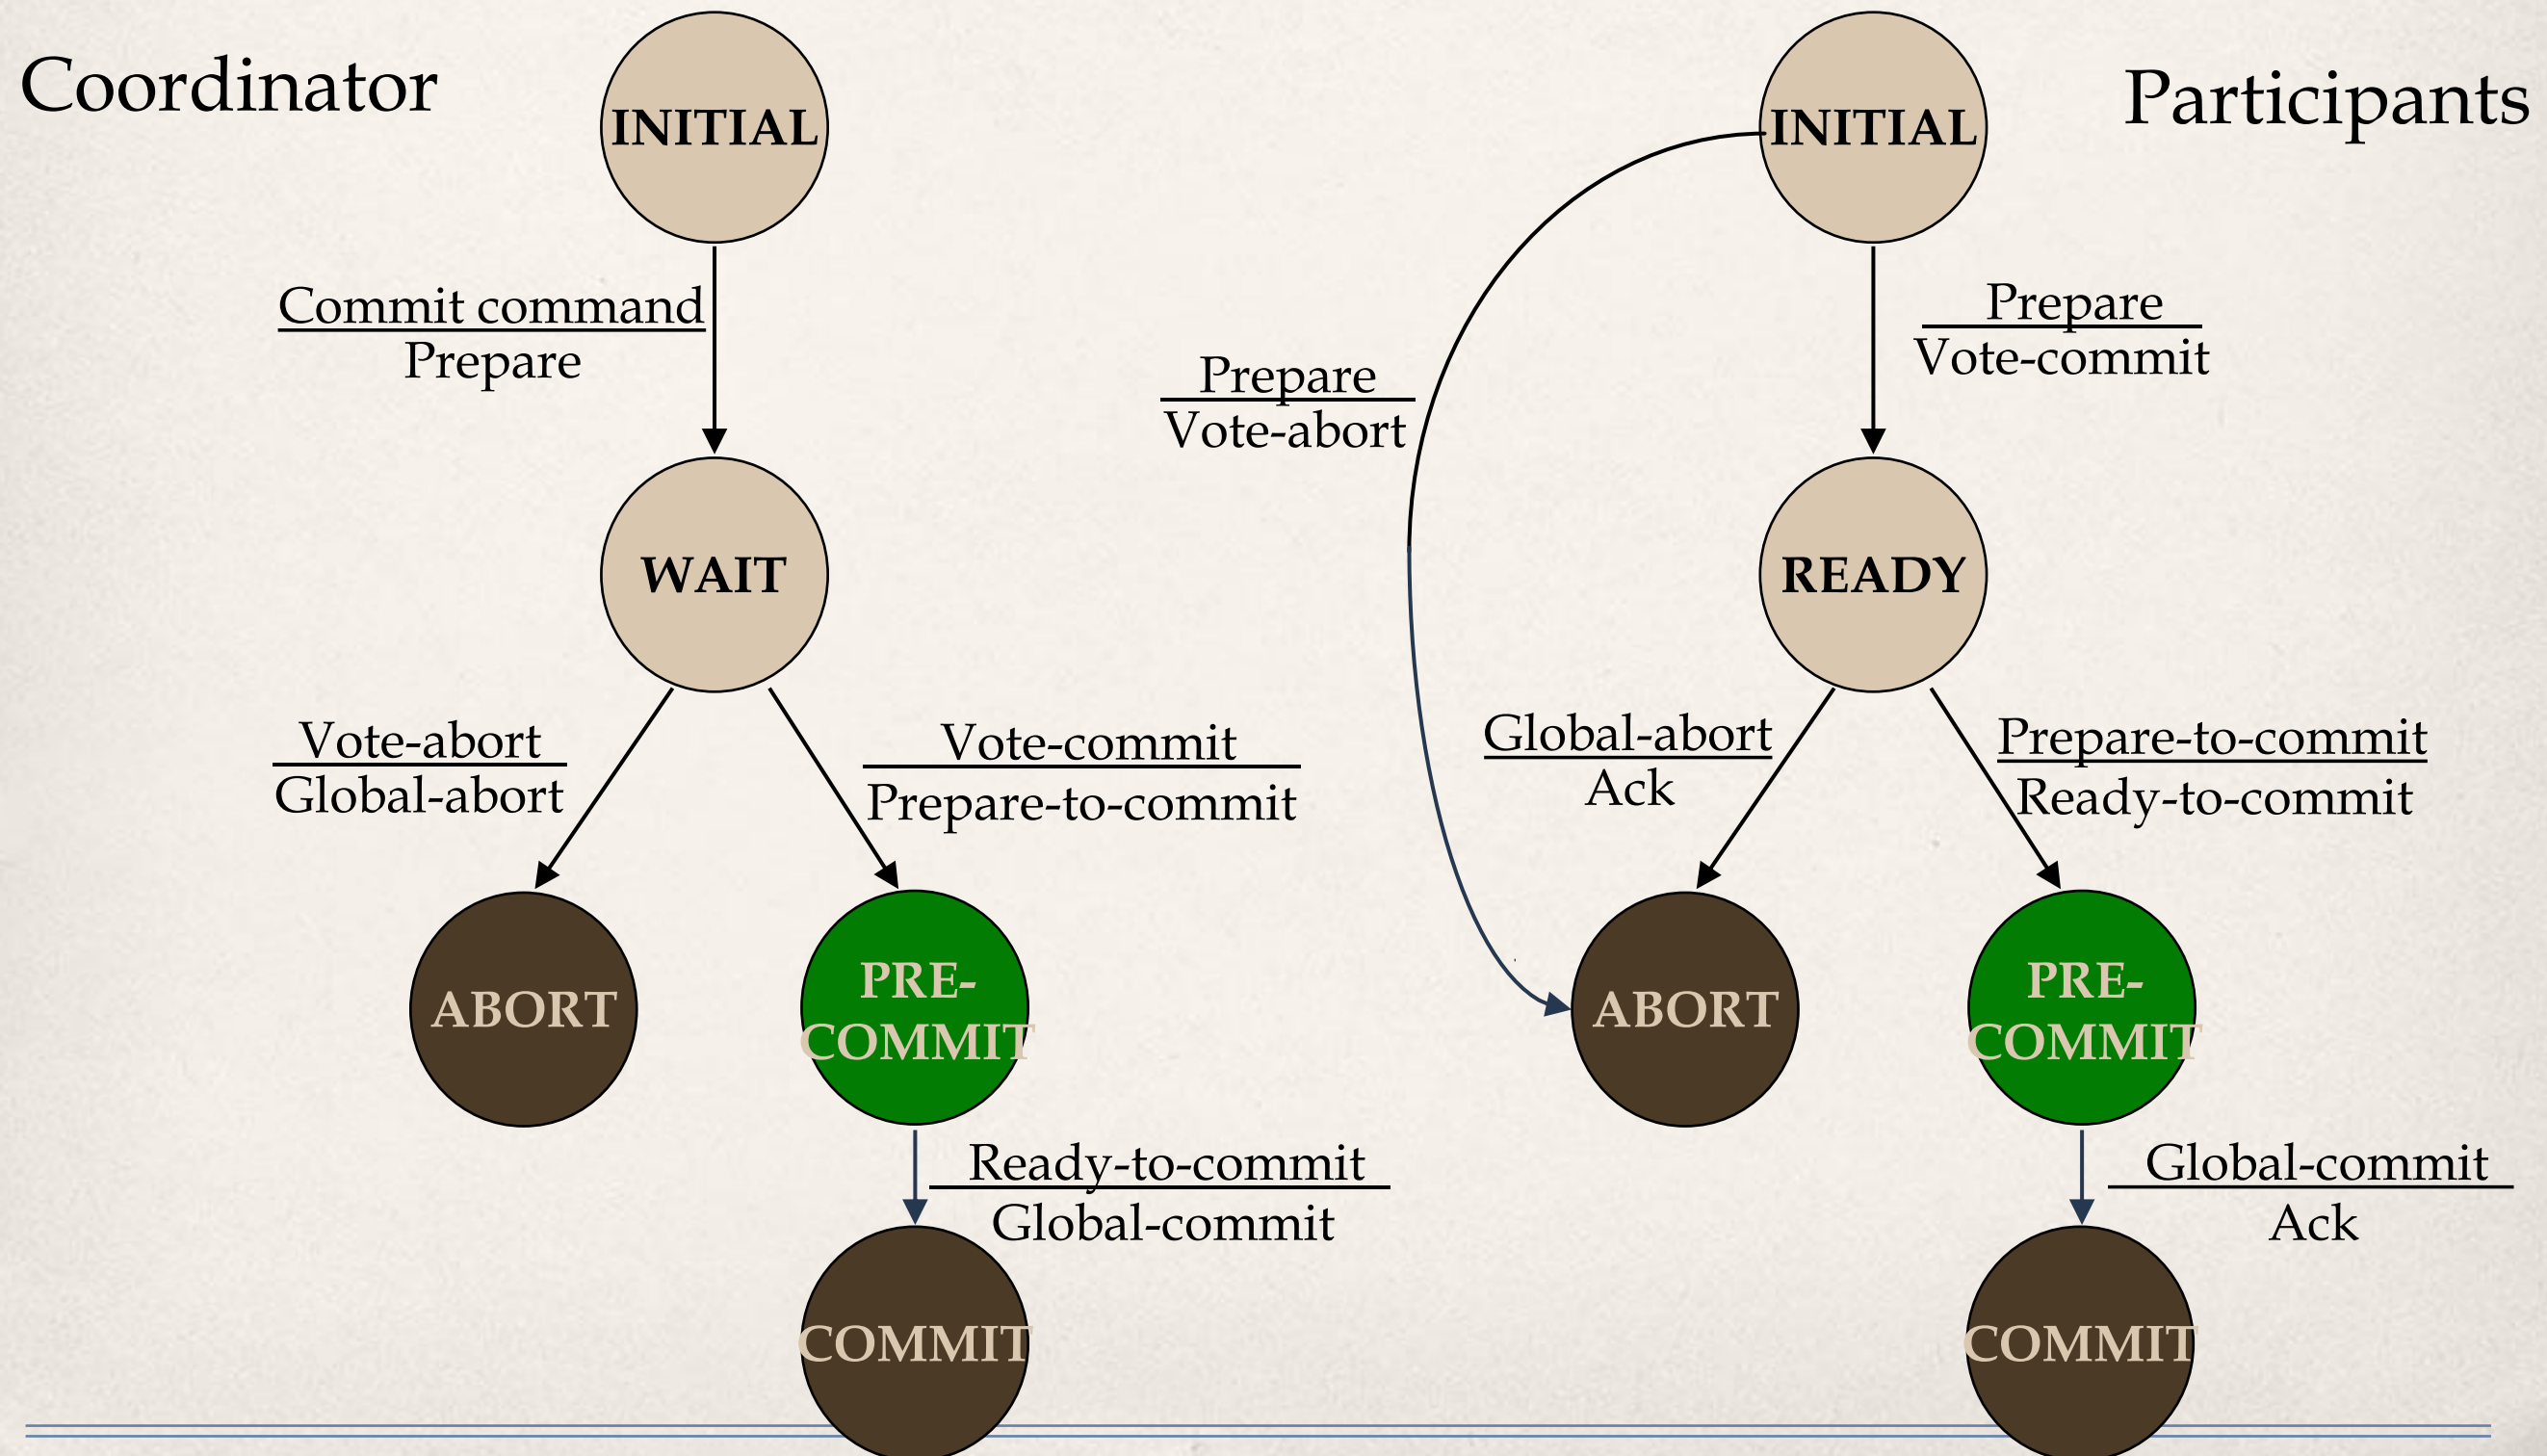 Coordinator
INITIAL
Commit command
Prepare
WAIT
Vote-abort
Global-abort
Vote-commit
Prepare-to-commit
ABORT
PRE-
COMMIT
Ready-to-commit
Global-commit
COMMIT
Participants
INITIAL
Prepare
Vote-abort
Prepare
Vote-commit
READY
Global-abort
Ack
Prepare-to-commit
Ready-to-commit
ABORT
PRE-
COMMIT
Global-commit
Ack
COMMIT